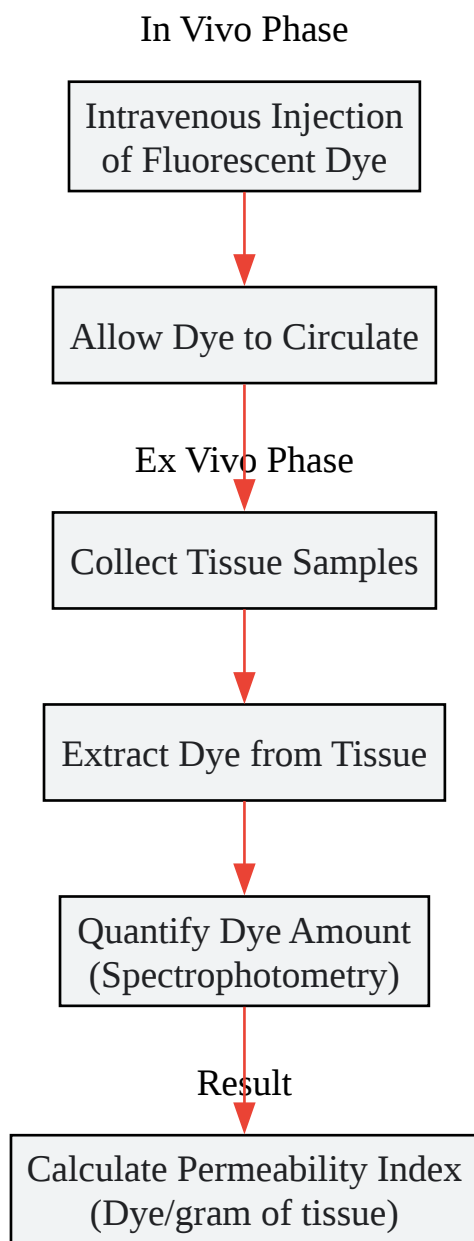 In Vivo Phase
Intravenous Injection
of Fluorescent Dye
Allow Dye to Circulate
Ex Vivo Phase
Collect Tissue Samples
Extract Dye from Tissue
Quantify Dye Amount
(Spectrophotometry)
Result
Calculate Permeability Index
(Dye/gram of tissue)